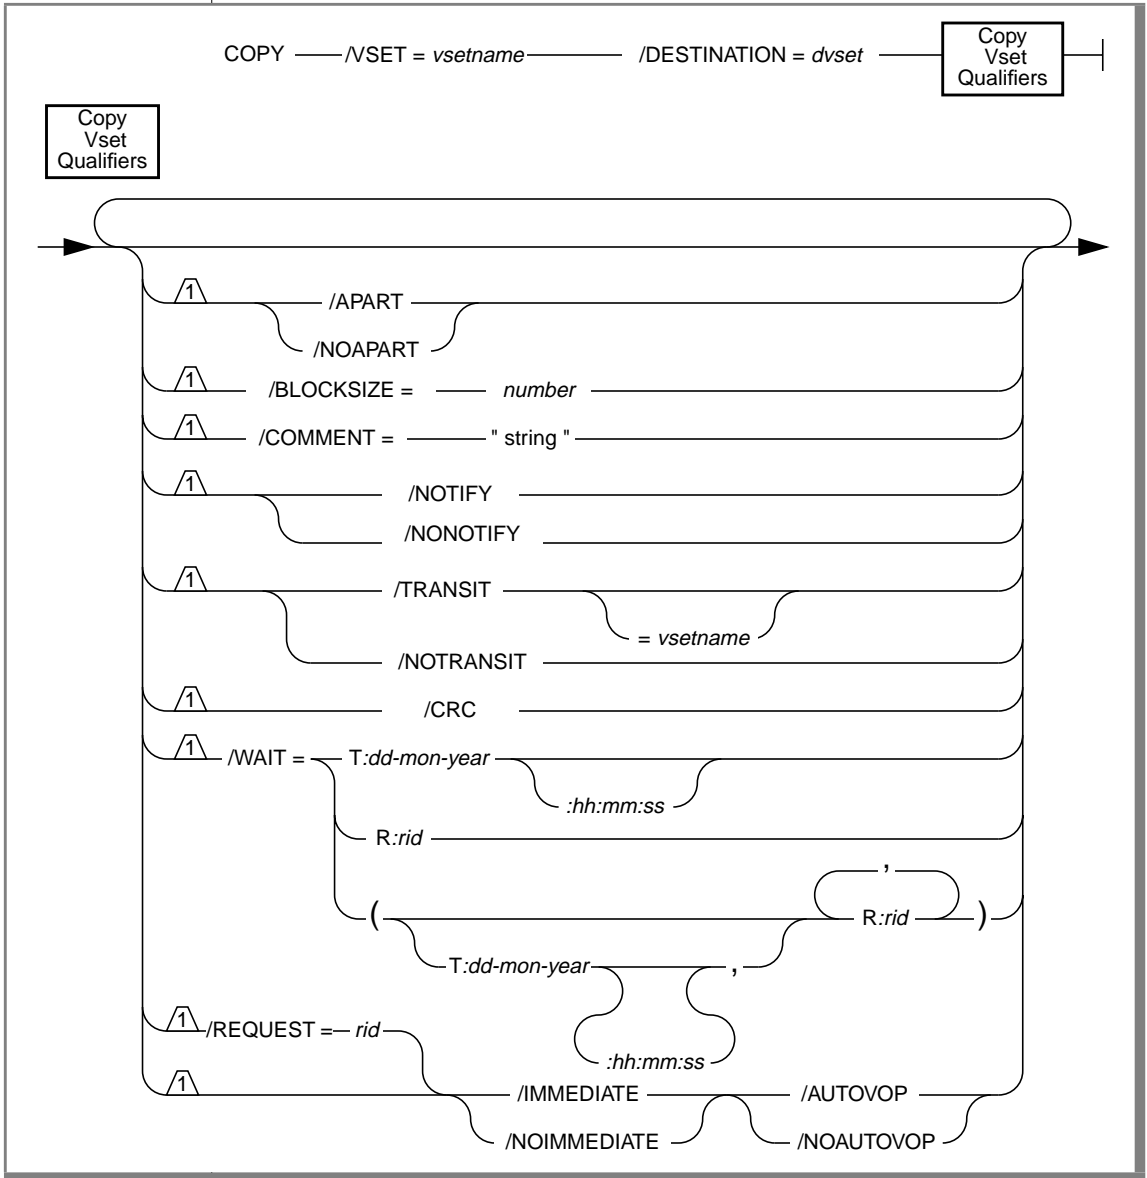 COPY /VSET = vsetname /DESTINATION = dvset
Copy
Vset
Qualifiers
Copy
Vset
Qualifiers
1 /APART
/NOAPART
1 /BLOCKSIZE = number
1 /COMMENT = " string "
1 /NOTIFY
/NONOTIFY
1 /TRANSIT
= vsetname
/NOTRANSIT
1 /CRC
1 /WAIT = T:dd-mon-year
:hh:mm:ss
R:rid
,
( R:rid )
T:dd-mon-year ,
:hh:mm:ss
1 /REQUEST = rid
1 /IMMEDIATE /AUTOVOP
/NOIMMEDIATE /NOAUTOVOP